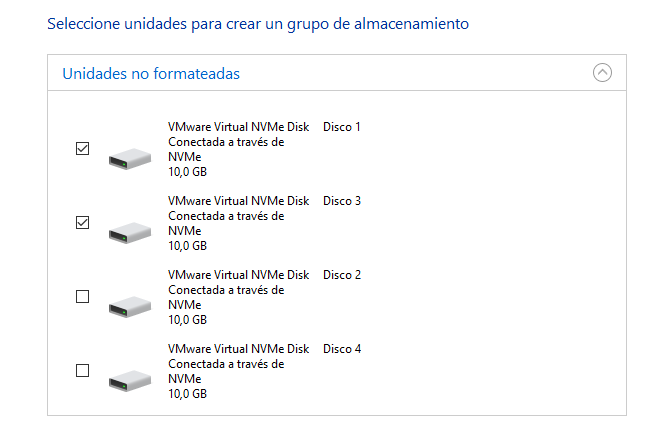 Seleccione unidades para crear un grupo de almacenamiento
Unidades no formateadas
VMware Virtual NVMe Disk Disco 1
Conectada a través de
NVMe
10,0 GB
VMware Virtual NVMe Disk Disco 3
Conectada a través de
NVMe
10,0 GB
VMware Virtual NVMe Disk Disco 2
Conectada a través de
NVMe
10,0 GB
VMware Virtual NVMe Disk Disco 4
Conectada a través de
NVMe
10,0 GB